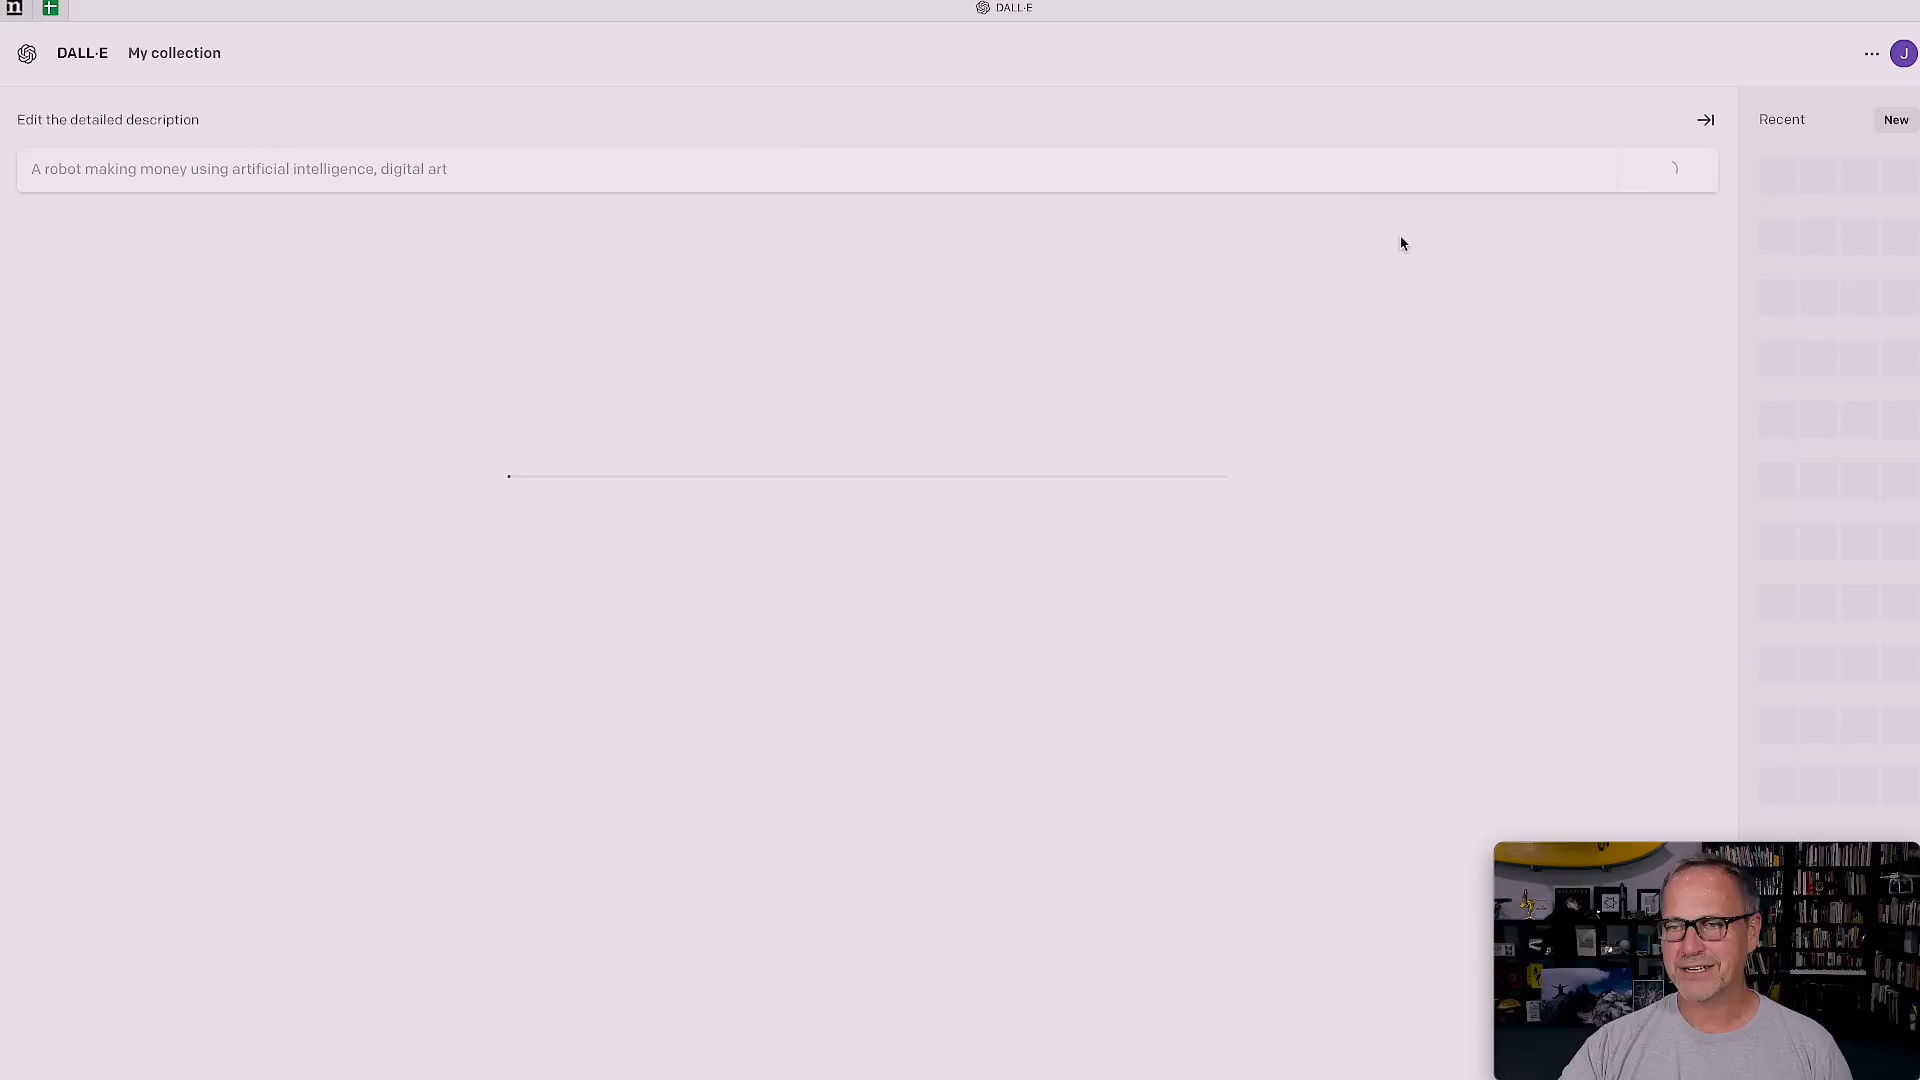 DALL·E
DALL·E
My collection
J
Edit the detailed description
Recent
New
A robot making money using artificial intelligence, digital art